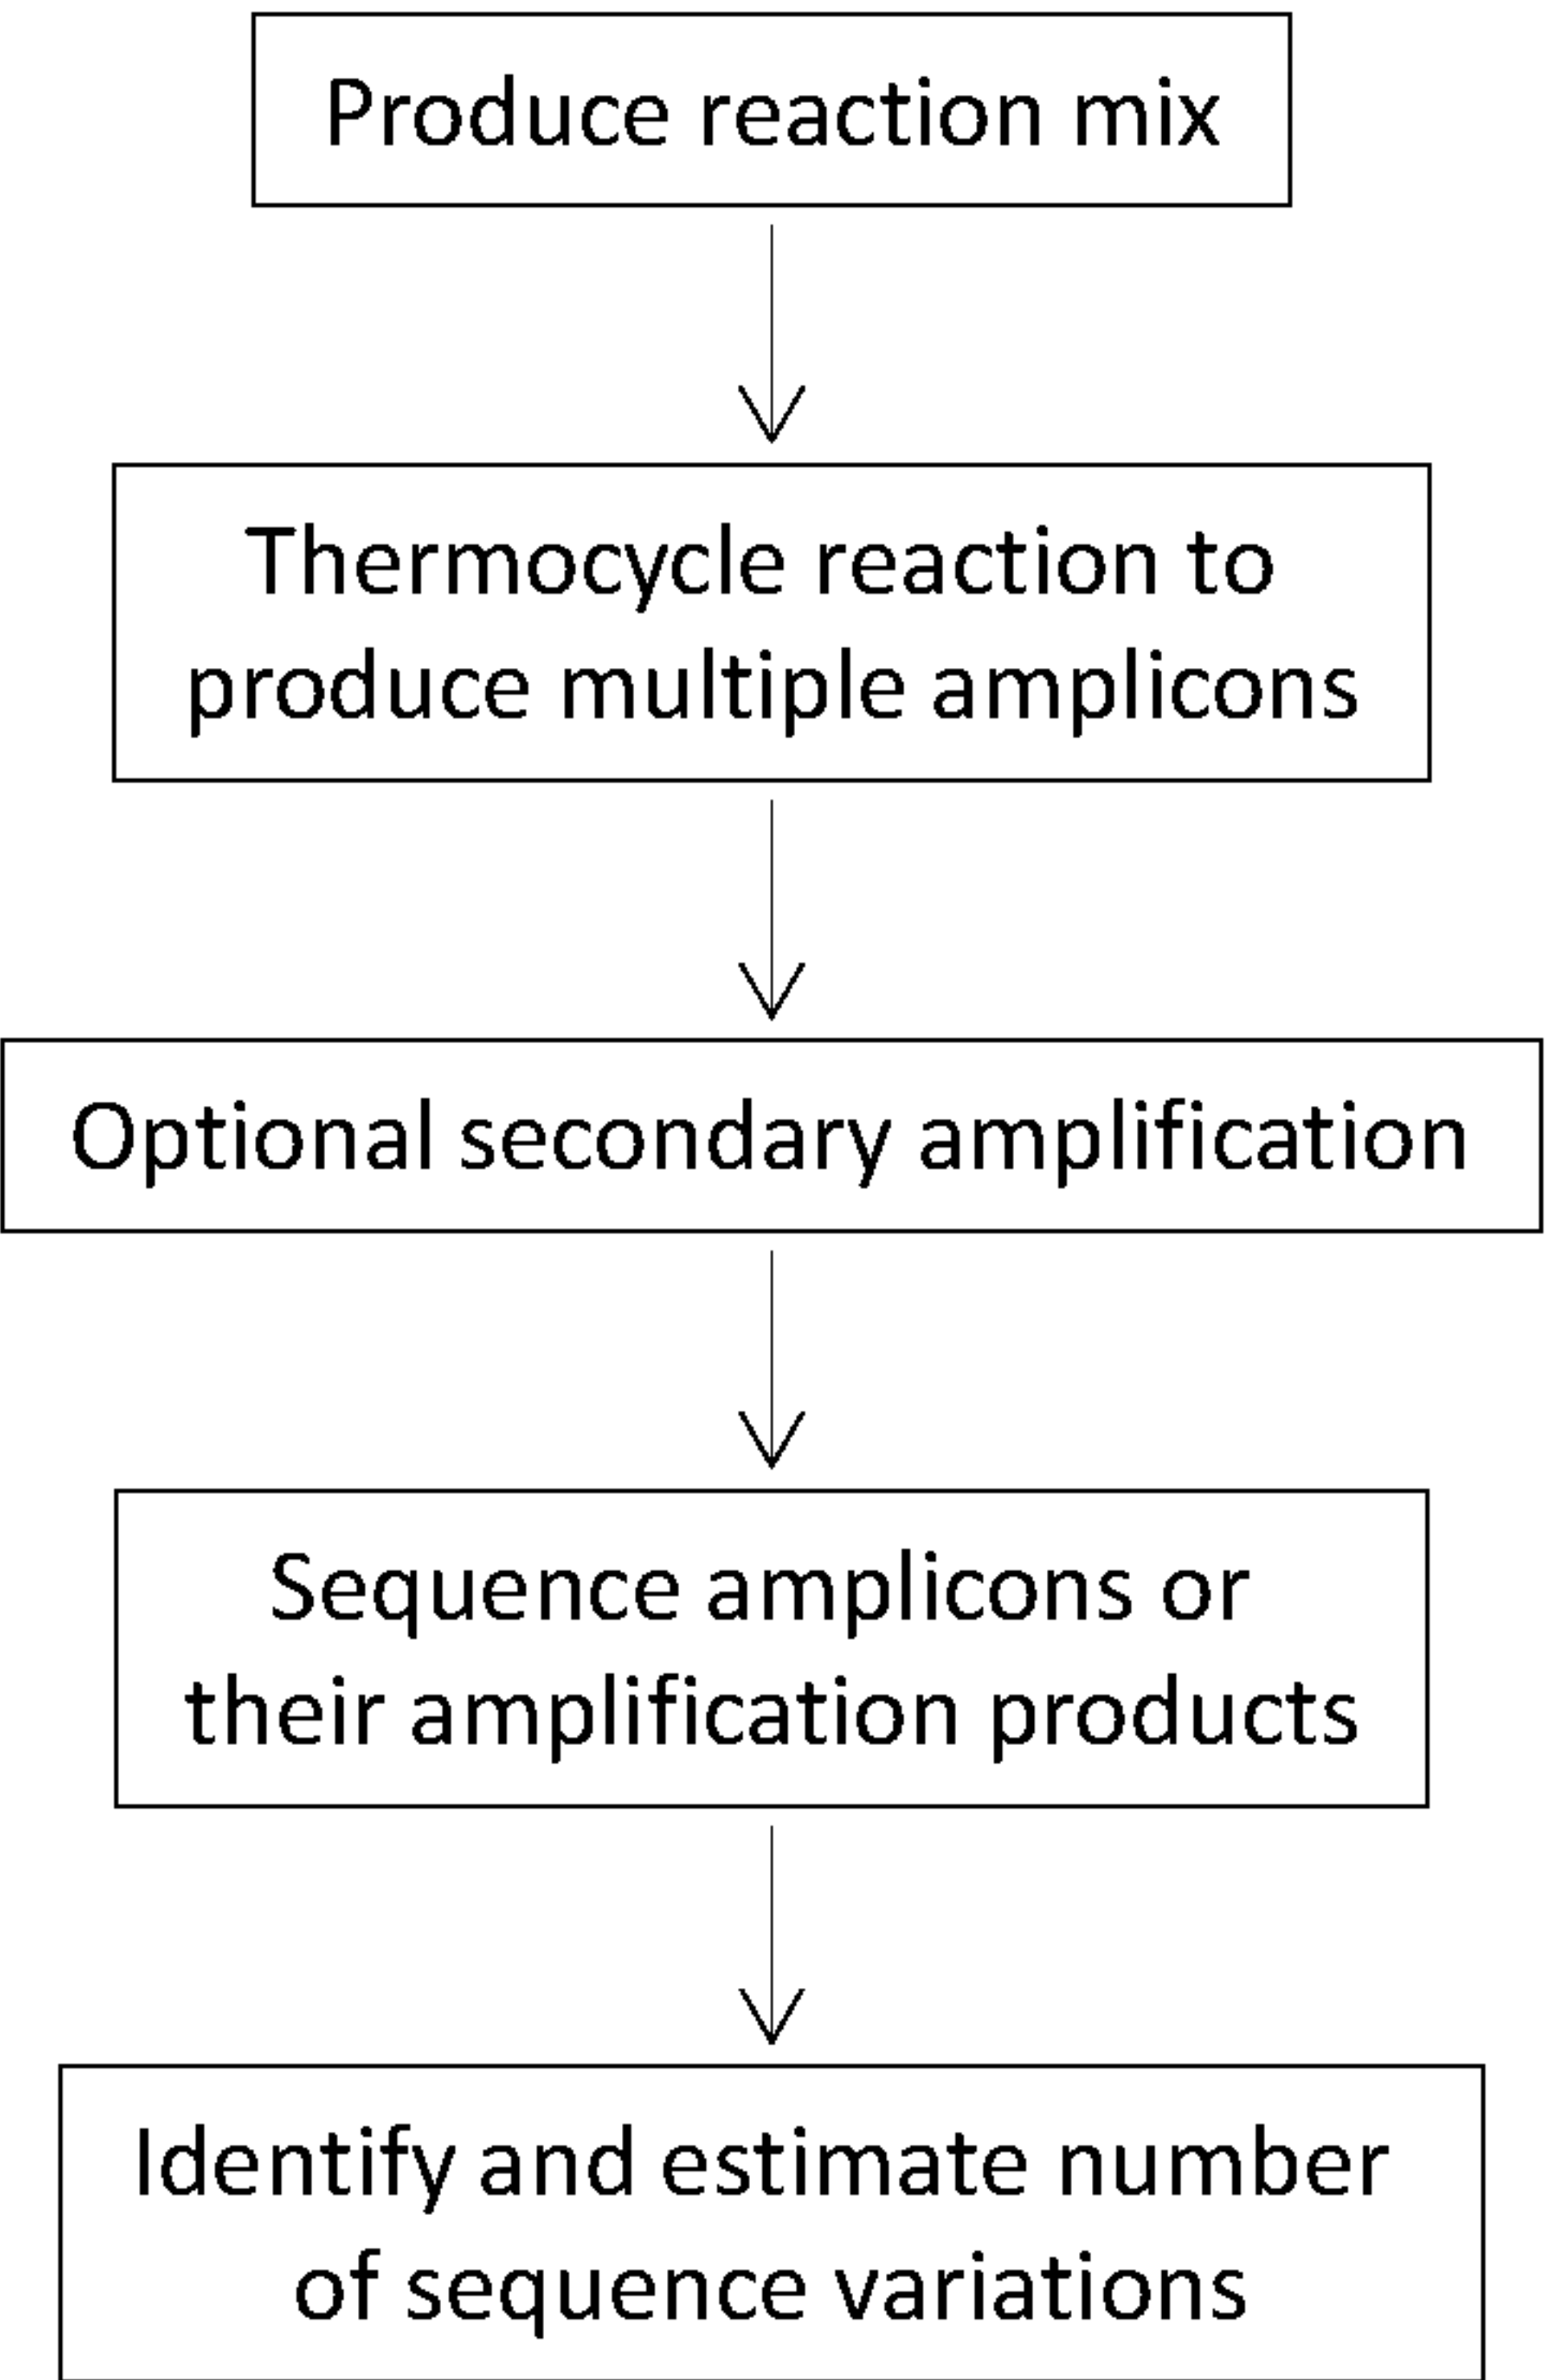 Produce reaction mix
Thermocycle reaction to
produce multiple amplicons
Optional secondary amplification
Sequence amplicons or
their amplification products
Identify and estimate number
of sequence variations